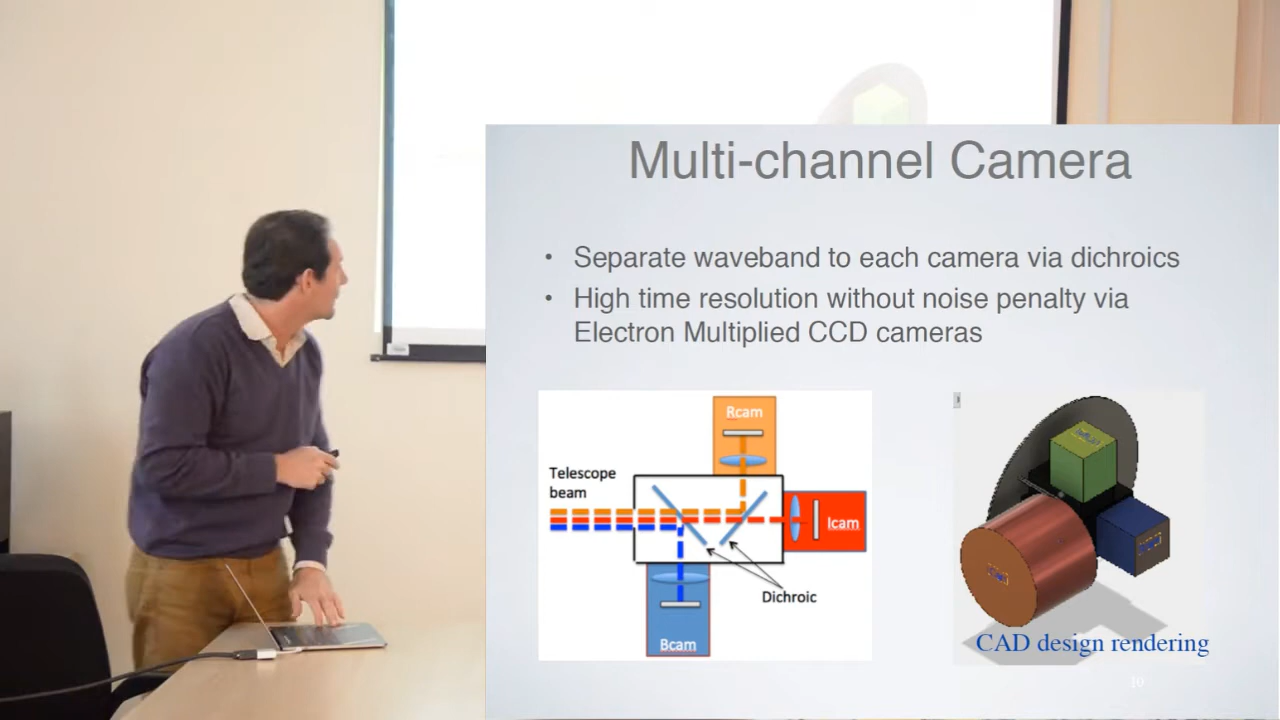 Multi-channel Camera
• Separate waveband to each camera via dichroics
• High time resolution without noise penalty via
Electron Multiplied CCD cameras
Rcam
Telescope
beam
Icam
Dichroic
Bcam
CAD design rendering
10